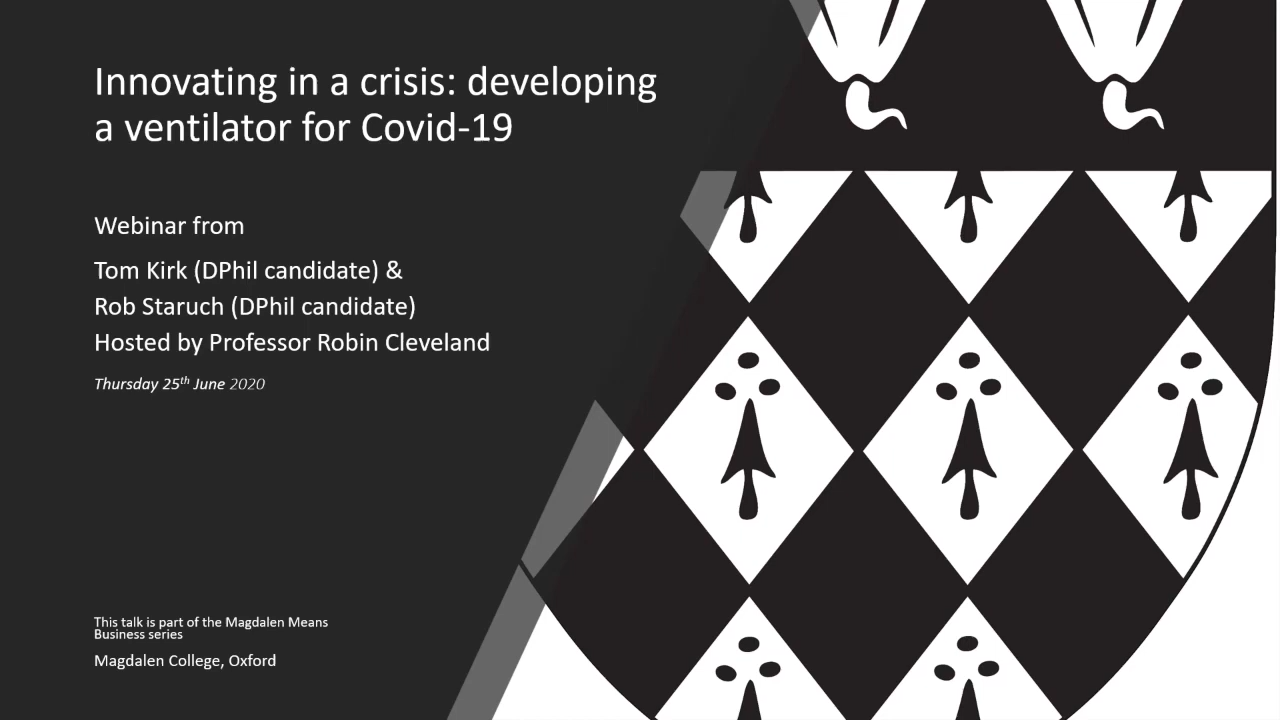 Innovating in a crisis: developing
a ventilator for Covid-19
Webinar from
Tom Kirk (DPhil candidate) &
Rob Staruch (DPhil candidate)
Hosted by Professor Robin Cleveland
Thursday 25th June 2020
This talk is part of the Magdalen Means
Business series
Magdalen College, Oxford